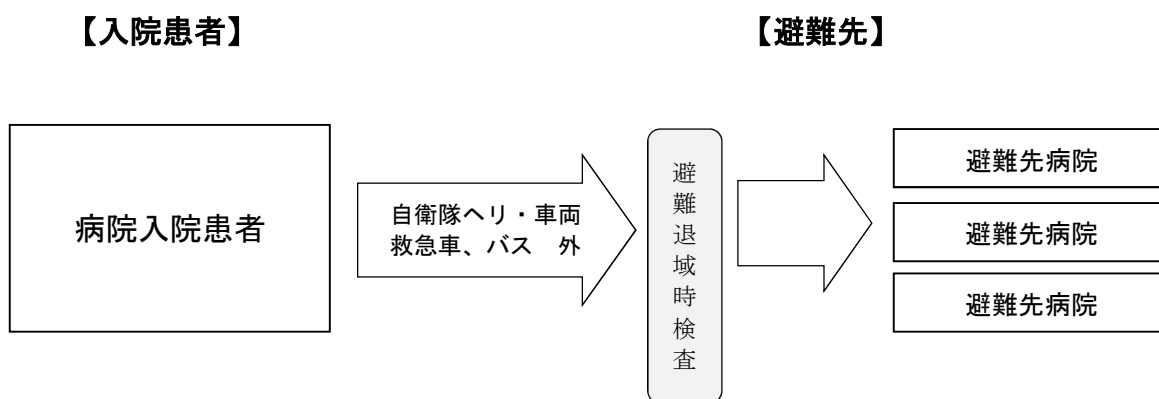 【入院患者】
【避難先】
病院入院患者
自衛隊ヘリ・車両
救急車、バス　外
避難退域時検査
避難先病院
避難先病院
避難先病院